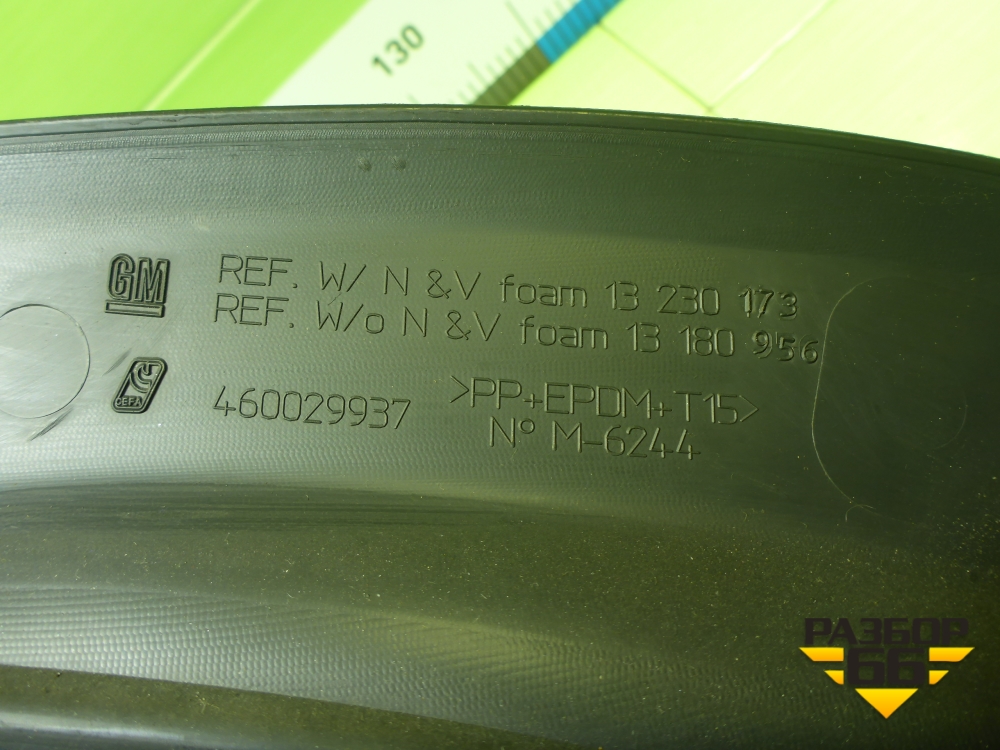 130
GM
REF. W/ N &V foam 13 230 173
REF. W/o N &V foam 13 180 956
CEFA
460029937
>PP+EPDM+T15<
Nº M-6244
РАЗБОР
66